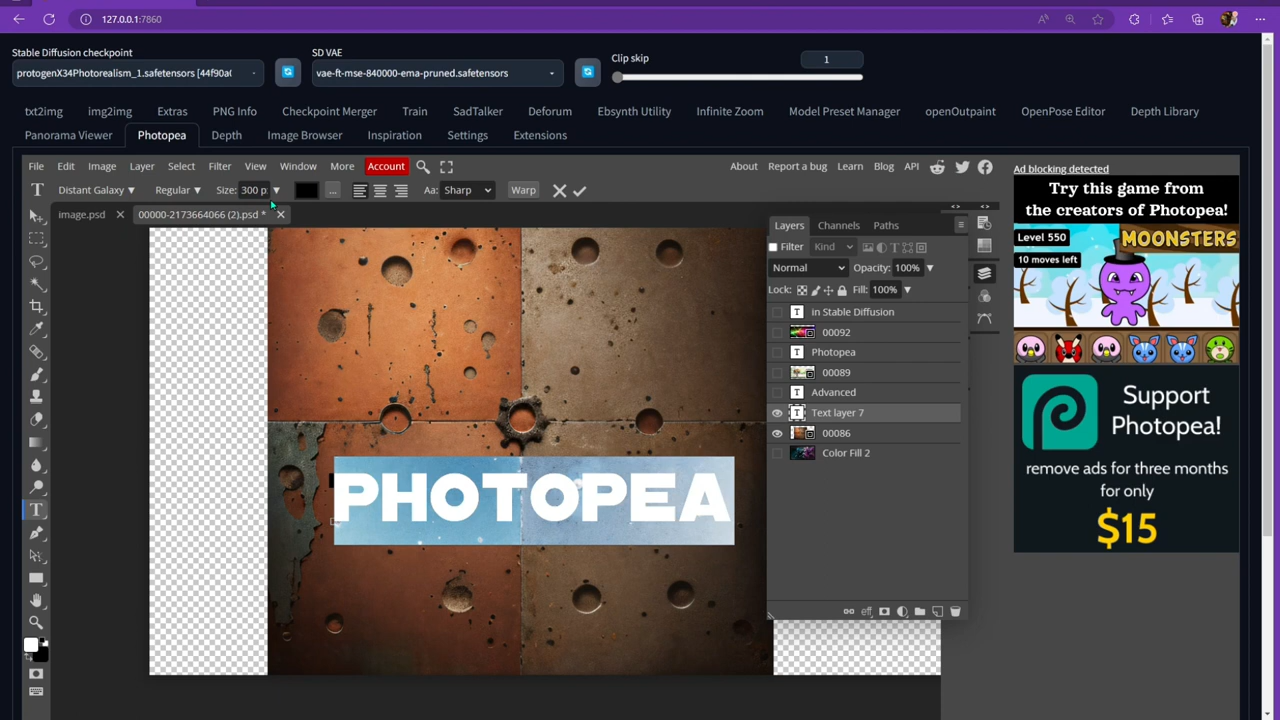 127.0.0.1:7860
Stable Diffusion checkpoint
SD VAE
Clip skip
1
protogenX34Photorealism_1.safetensors [44f90a0
vae-ft-mse-840000-ema-pruned.safetensors
txt2img img2img Extras PNG Info Checkpoint Merger Train SadTalker Deforum Ebsynth Utility Infinite Zoom Model Preset Manager openOutpaint OpenPose Editor Depth Library
Panorama Viewer Photopea Depth Image Browser Inspiration Settings Extensions
File Edit Image Layer Select Filter View Window More Account About Report a bug Learn Blog API
Ad blocking detected
Distant Galaxy Regular Size: 300 p Aa: Sharp Warp
image.psd 00000-2173664066 (2).psd *
Layers Channels Paths
Filter Kind
Normal Opacity: 100%
Lock: Fill: 100%
in Stable Diffusion
00092
Photopea
00089
Advanced
Text layer 7
00086
Color Fill 2
PHOTOPEA
Try this game from
the creators of Photopea!
Level 550
MOONSTERS
10 moves left
Support
Photopea!
remove ads for three months
for only
$15